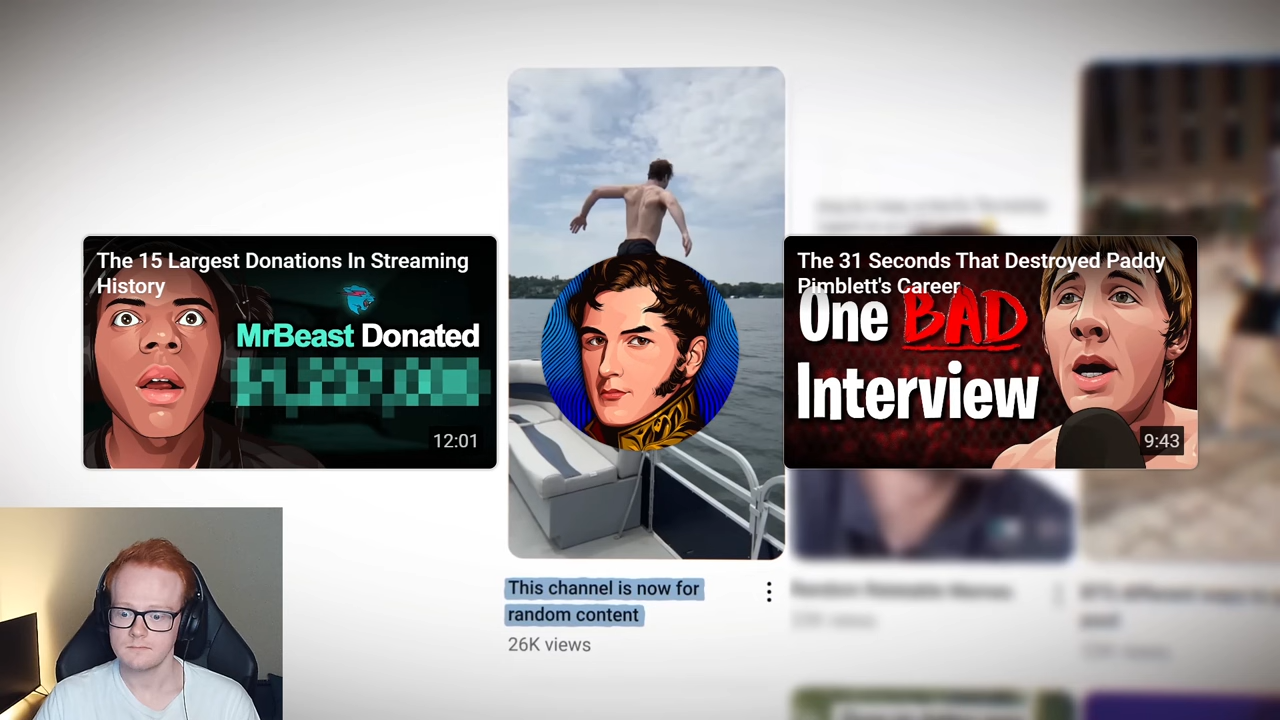 The 15 Largest Donations In Streaming
History
MrBeast Donated
12:01
The 31 Seconds That Destroyed Paddy
Pimblett's Career
One BAD
Interview
9:43
This channel is now for
random content
26K views